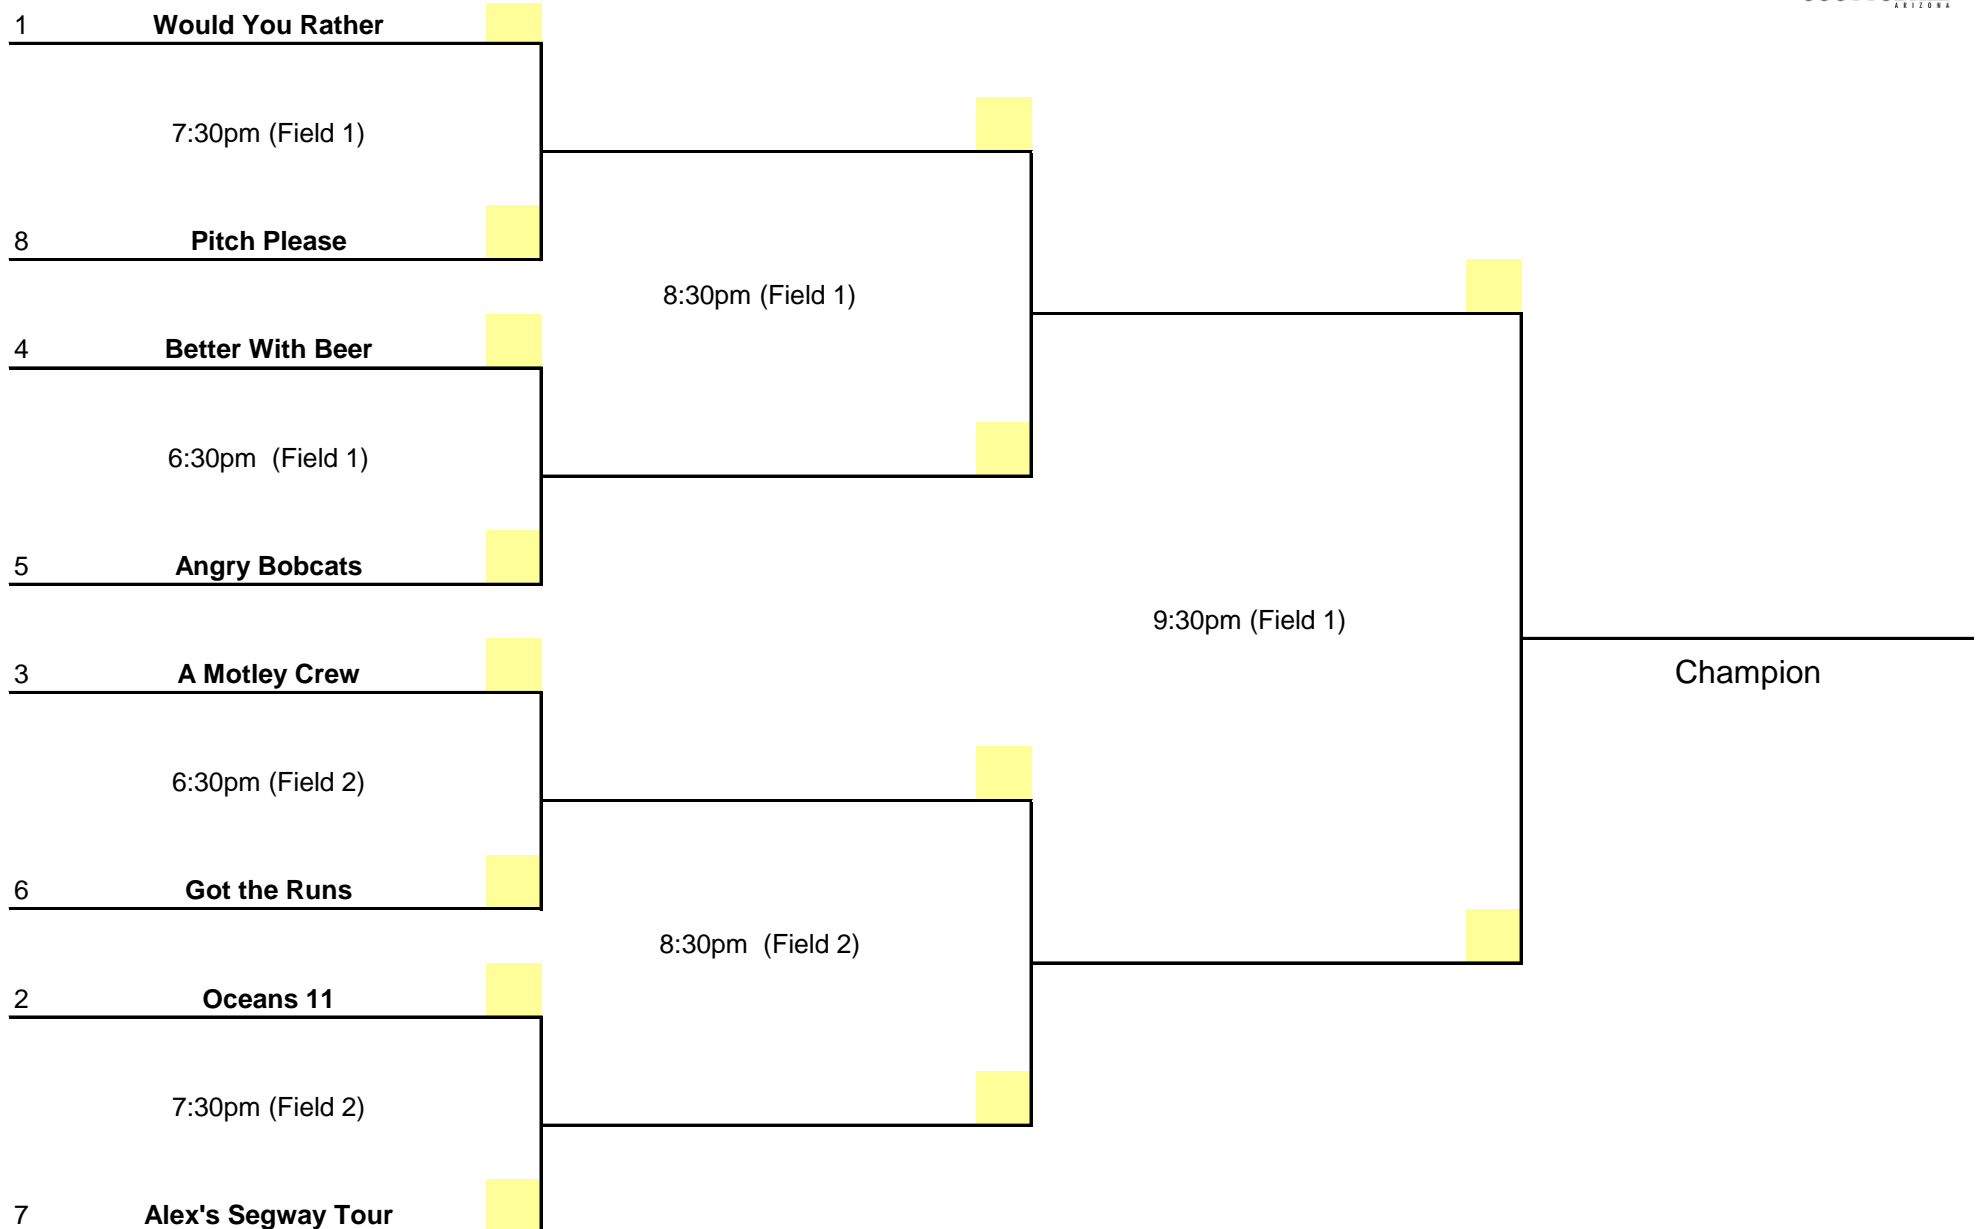 ARIZONA
1 Would You Rather
7:30pm (Field 1)
8 Pitch Please
8:30pm (Field 1)
4 Better With Beer
6:30pm  (Field 1)
5 Angry Bobcats
9:30pm (Field 1)
3 A Motley Crew
Champion
6:30pm (Field 2)
6 Got the Runs
8:30pm  (Field 2)
2 Oceans 11
7:30pm (Field 2)
7 Alex's Segway Tour